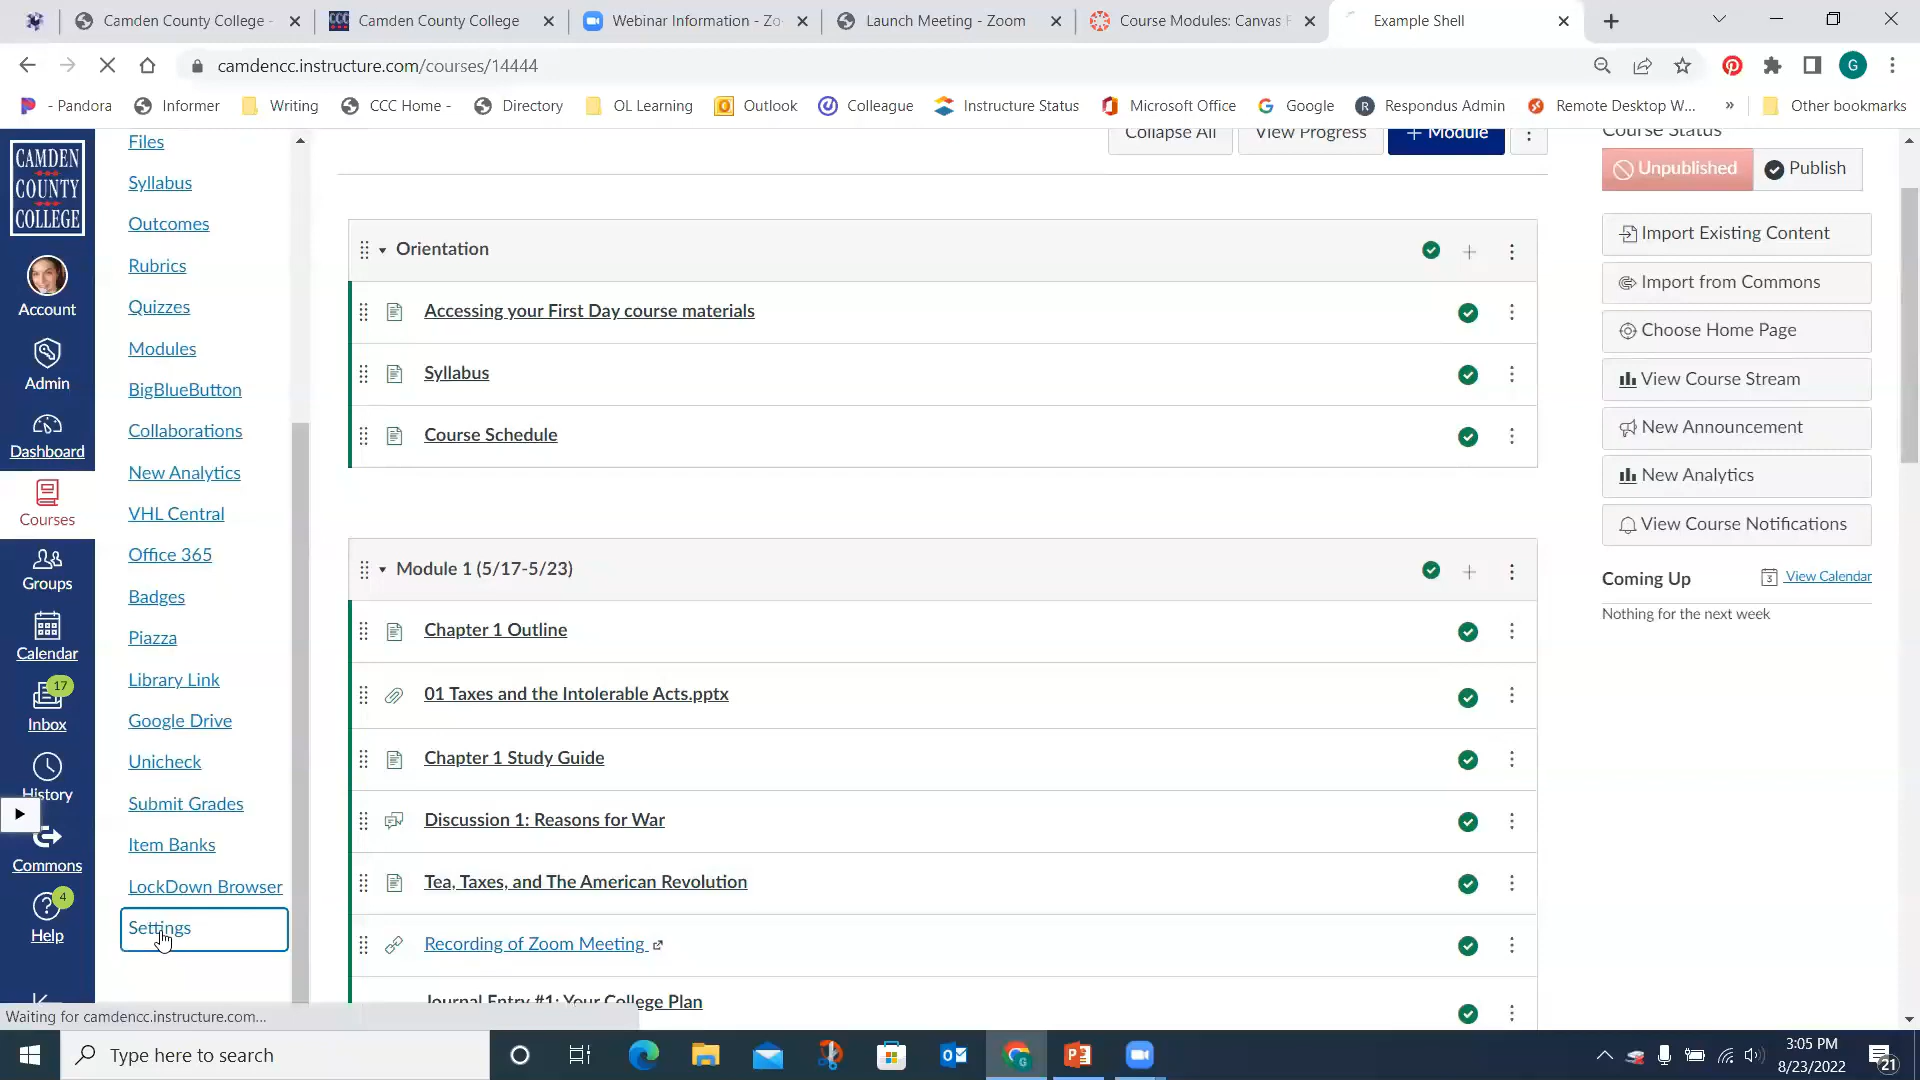 Camden County College -
Camden County College
Webinar Information - Zo
Launch Meeting - Zoom
Course Modules: Canvas F
Example Shell
camdencc.instructure.com/courses/14444
G
- Pandora
Informer
Writing
CCC Home -
Directory
OL Learning
Outlook
Colleague
Instructure Status
Microsoft Office
Google
Respondus Admin
Remote Desktop W...
»
Other bookmarks
CAMDEN
COUNTY
COLLEGE
Account
Admin
Dashboard
Courses
Groups
Calendar
17
Inbox
History
Commons
4
Help
Files
Syllabus
Outcomes
Rubrics
Quizzes
Modules
BigBlueButton
Collaborations
New Analytics
VHL Central
Office 365
Badges
Piazza
Library Link
Google Drive
Unicheck
Submit Grades
Item Banks
LockDown Browser
Settings
Collapse All
View Progress
+ Module
Orientation
Accessing your First Day course materials
Syllabus
Course Schedule
Module 1 (5/17-5/23)
Chapter 1 Outline
01 Taxes and the Intolerable Acts.pptx
Chapter 1 Study Guide
Discussion 1: Reasons for War
Tea, Taxes, and The American Revolution
Recording of Zoom Meeting
Journal Entry #1: Your College Plan
Course Status
Unpublished
Publish
Import Existing Content
Import from Commons
Choose Home Page
View Course Stream
New Announcement
New Analytics
View Course Notifications
Coming Up
3
View Calendar
Nothing for the next week
Waiting for camdencc.instructure.com...
Type here to search
3:05 PM
8/23/2022
21